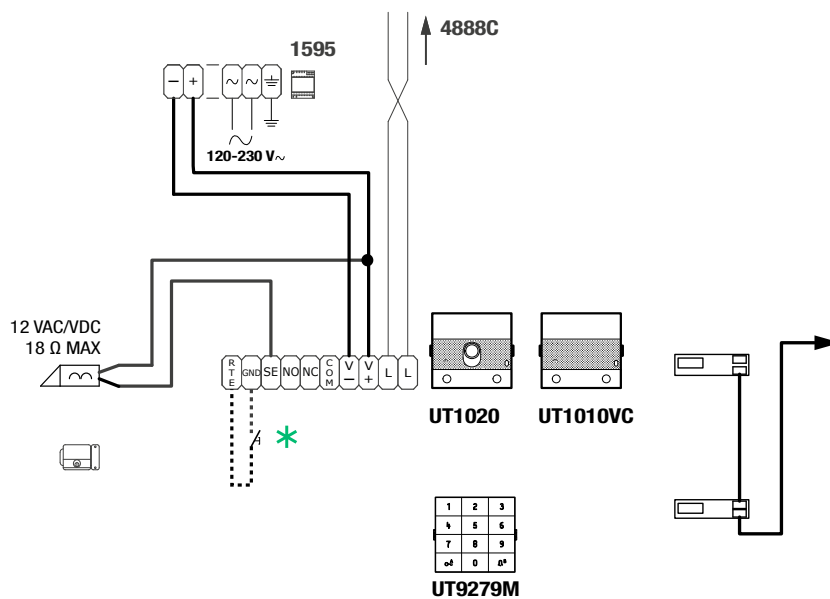 4888C
1595
− +
120-230 V~
12 VAC/VDC
18 Ω MAX
RTE GND SE NO NC COM V− V+ L L
UT1020 UT1010VC
*
1 2 3
4 5 6
7 8 9
0
UT9279M